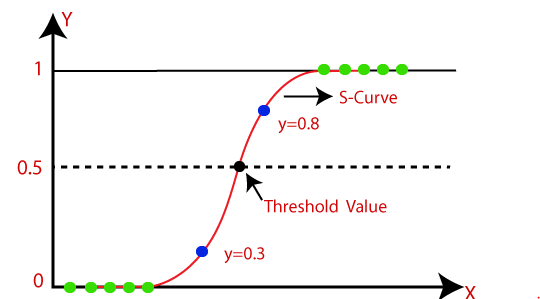 Y
1
S-Curve
y=0.8
0.5
Threshold Value
y=0.3
0
X